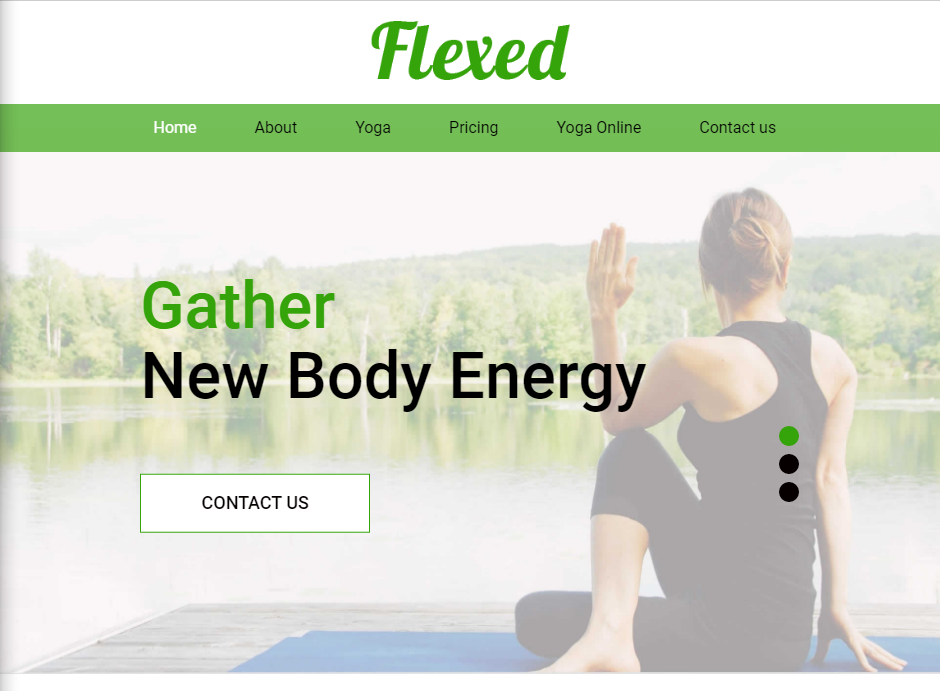 Flexed
Home About Yoga Pricing Yoga Online Contact us
Gather
New Body Energy
CONTACT US